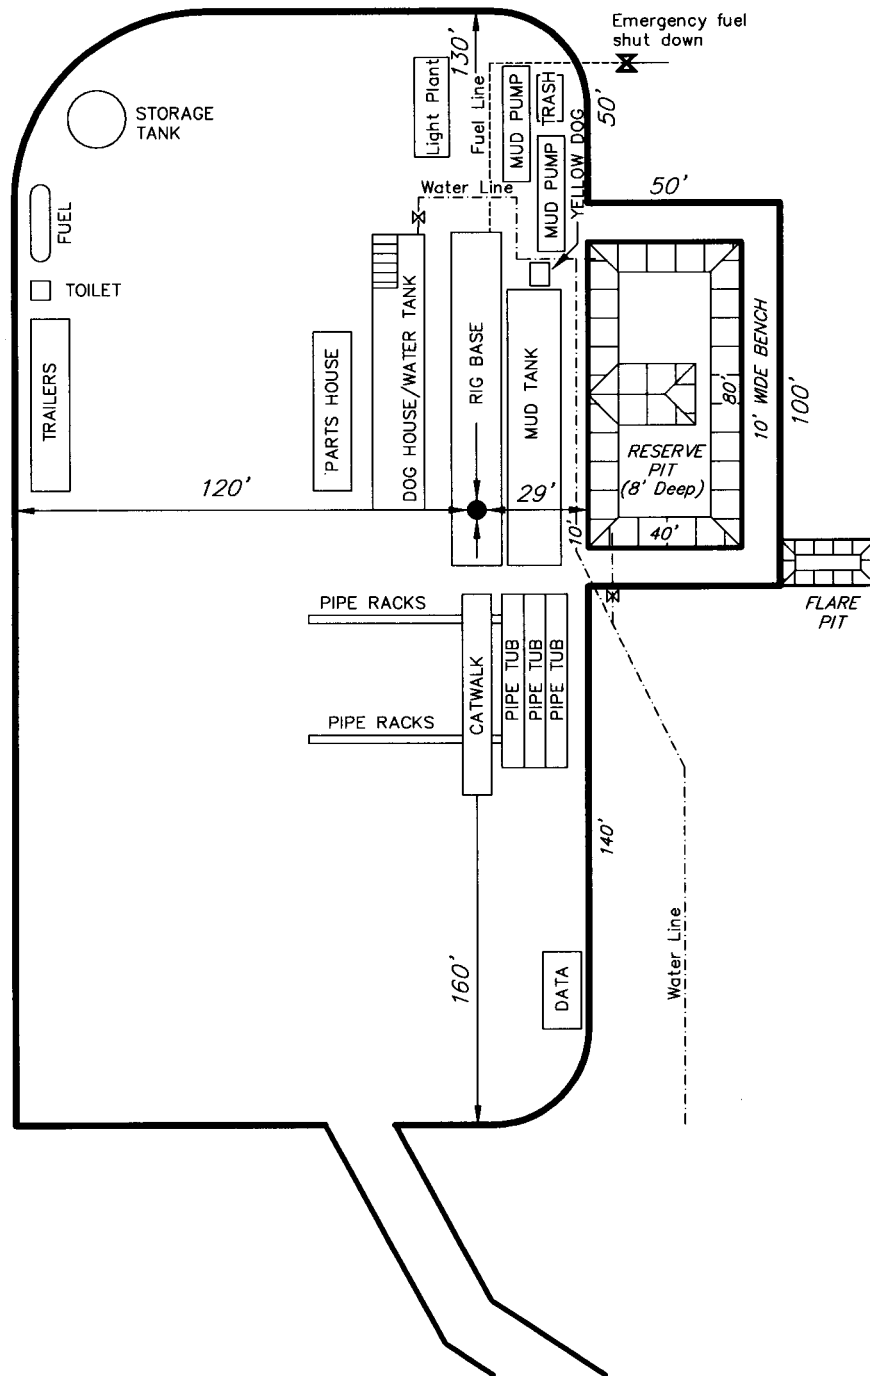 Emergency fuel
shut down
130'
Light Plant
Fuel Line
MUD PUMP
TRASH
50'
STORAGE
TANK
MUD PUMP
YELLOW DOG
Water Line
50'
FUEL
TOILET
TRAILERS
PARTS HOUSE
DOG HOUSE/WATER TANK
RIG BASE
MUD TANK
80'
10' WIDE BENCH
100'
RESERVE
PIT
(8' Deep)
120'
29'
10'
40'
FLARE
PIT
PIPE RACKS
CATWALK
PIPE TUB
PIPE TUB
PIPE TUB
PIPE RACKS
140'
Water Line
160'
DATA